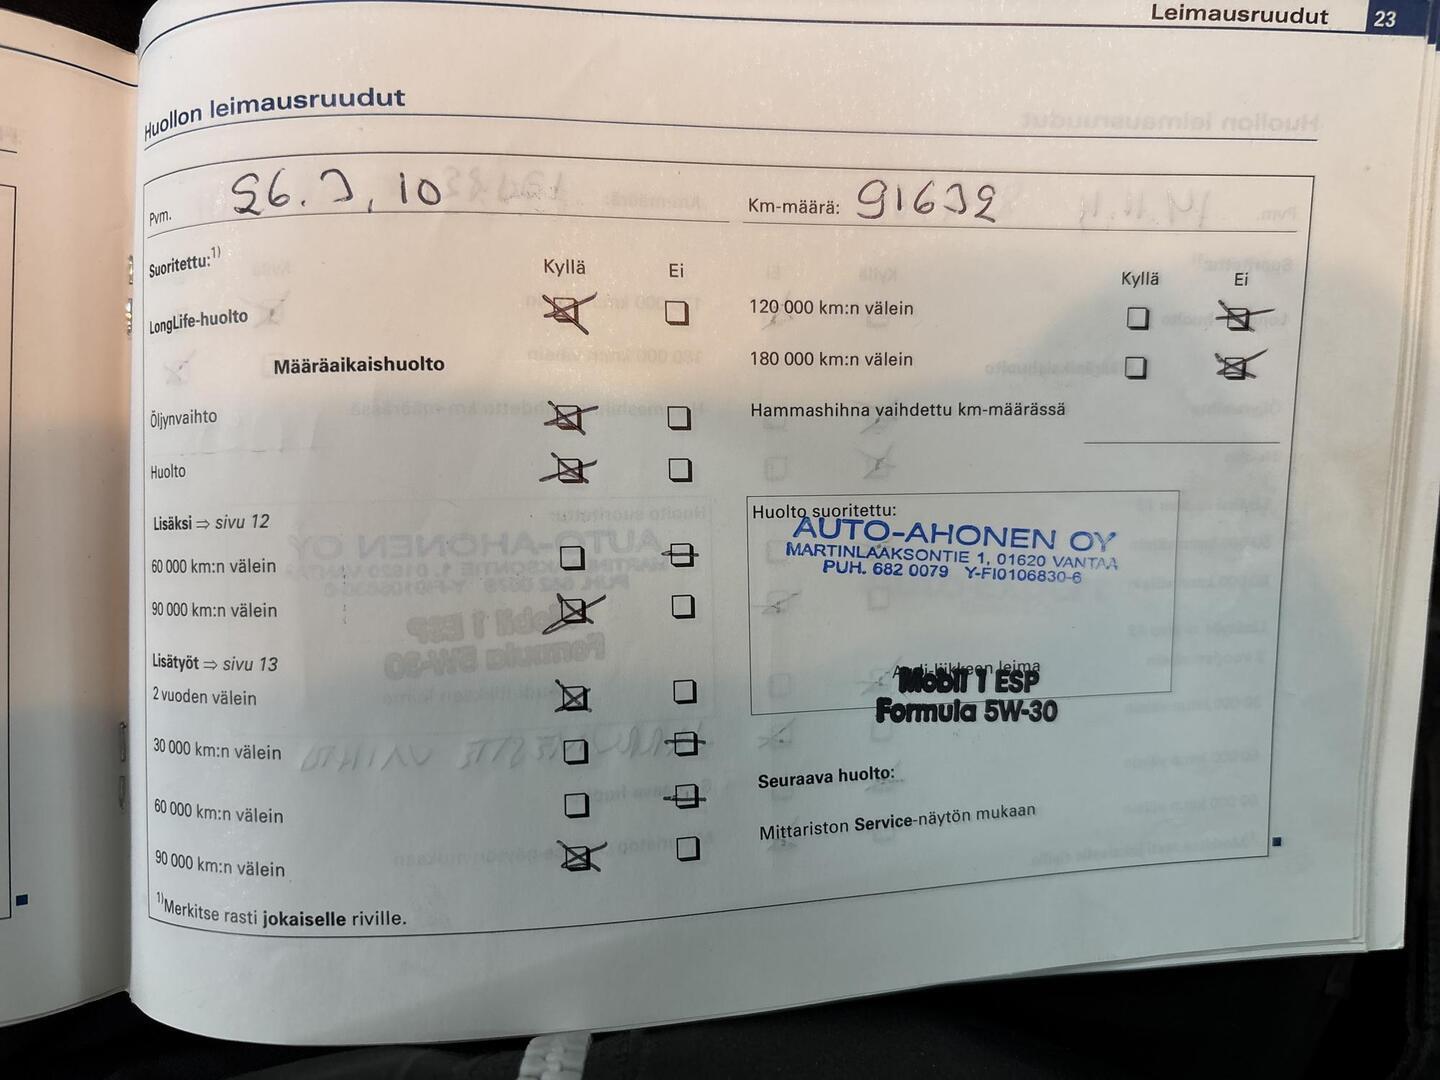 Leimausruudut 23
Huollon leimausruudut
Pvm. 26.3.10
Km-määrä: 91632
Suoritettu:1)
Kyllä Ei
LongLife-huolto
Määräaikaishuolto
Öljynvaihto
Huolto
Lisäksi ⇒ sivu 12
60 000 km:n välein
90 000 km:n välein
Lisätyöt ⇒ sivu 13
2 vuoden välein
30 000 km:n välein
60 000 km:n välein
90 000 km:n välein
1)Merkitse rasti jokaiselle riville.
Kyllä Ei
120 000 km:n välein
180 000 km:n välein
Hammashihna vaihdettu km-määrässä
Huolto suoritettu:
AUTO-AHONEN OY
MARTINLAAKSONTIE 1, 01620 VANTAA
PUH. 682 0079 Y-FI0106830-6
Audi-liikkeen leima
Mobil 1 ESP
Formula 5W-30
Seuraava huolto:
Mittariston Service-näytön mukaan